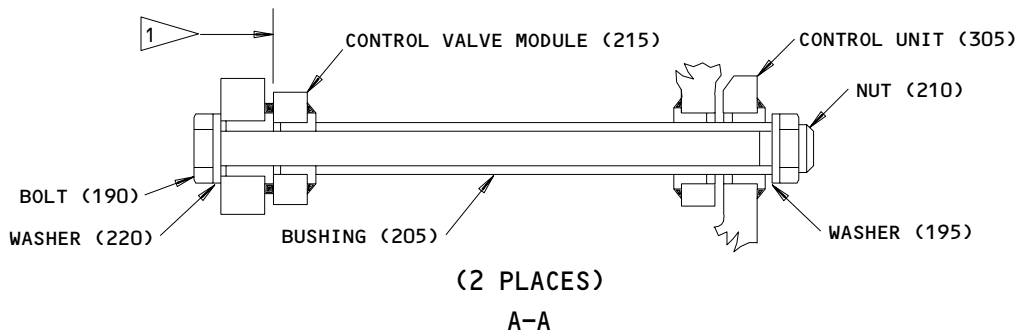 1
CONTROL VALVE MODULE (215)
CONTROL UNIT (305)
NUT (210)
BOLT (190)
WASHER (220)
BUSHING (205)
WASHER (195)
(2 PLACES)
A-A